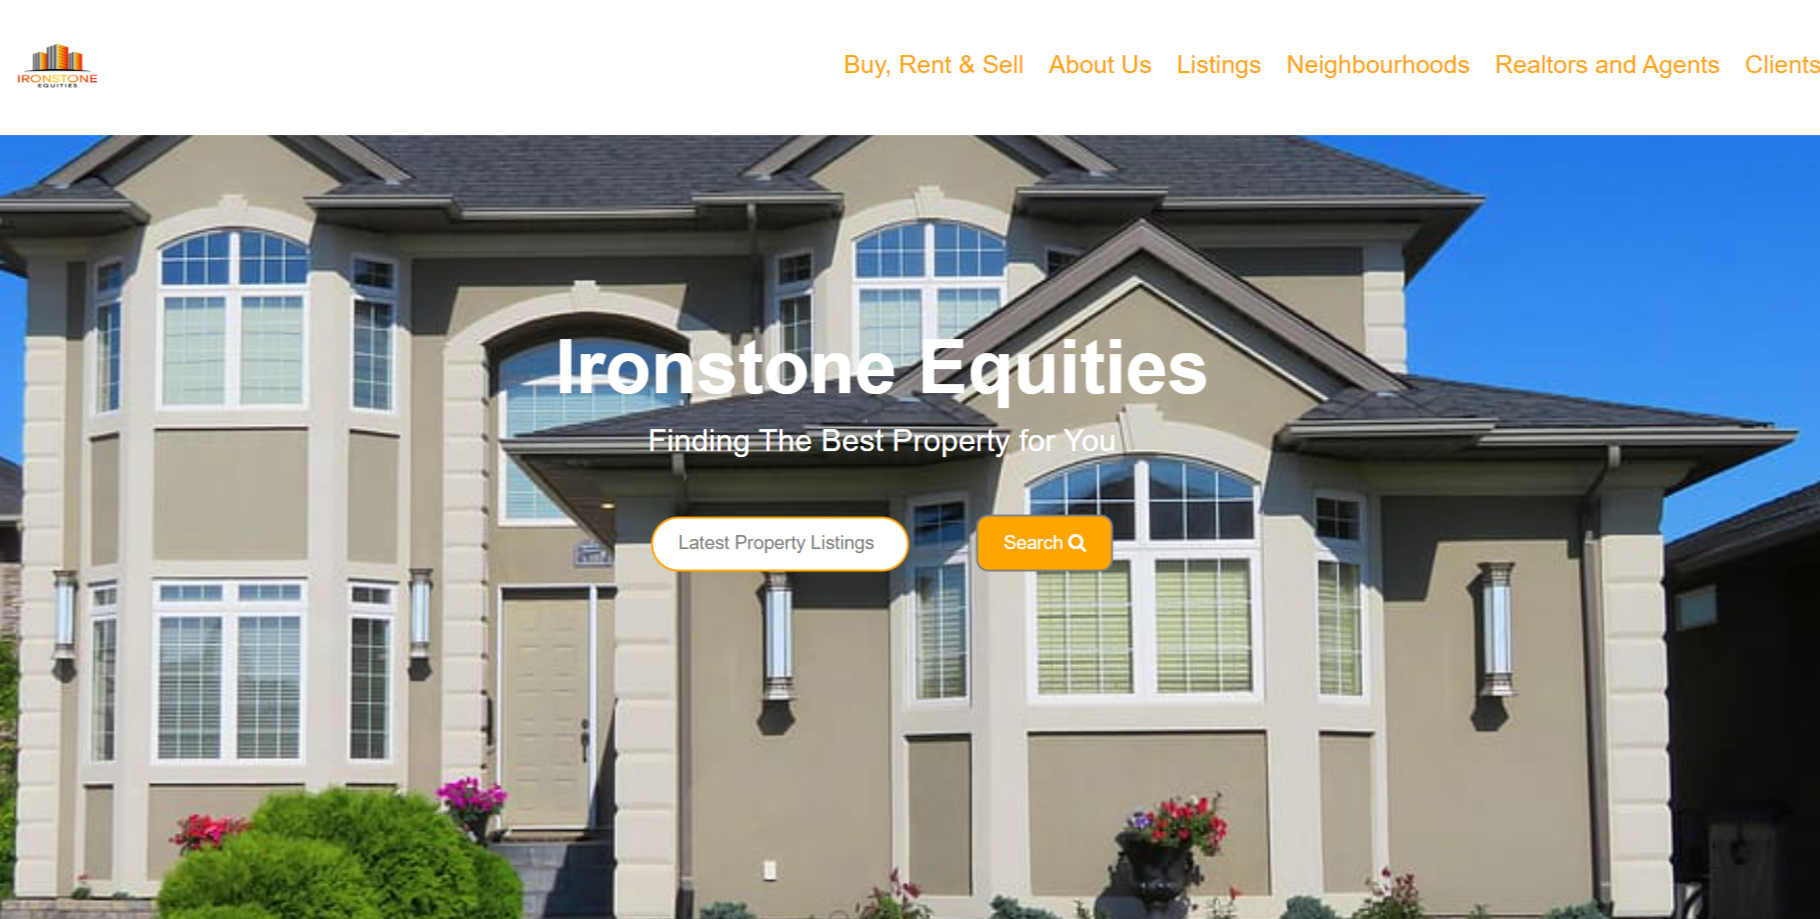 IRONSTONE
EQUITIES
Buy, Rent & Sell About Us Listings Neighbourhoods Realtors and Agents Clients
Ironstone Equities
Finding The Best Property for You
Latest Property Listings Search